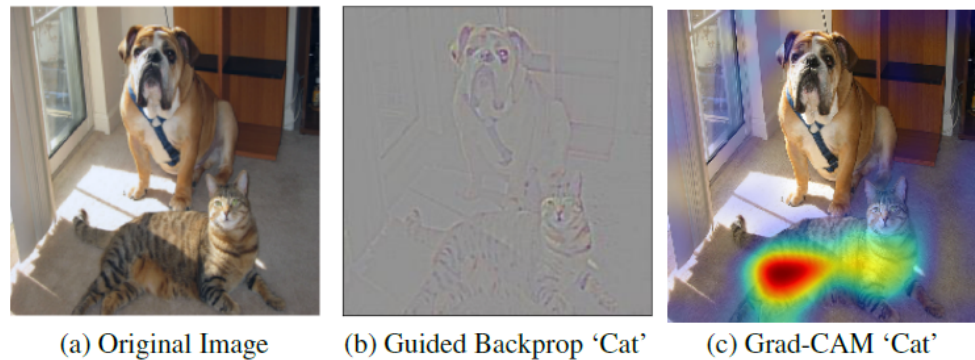 (a) Original Image
(b) Guided Backprop ‘Cat’
(c) Grad-CAM ‘Cat’